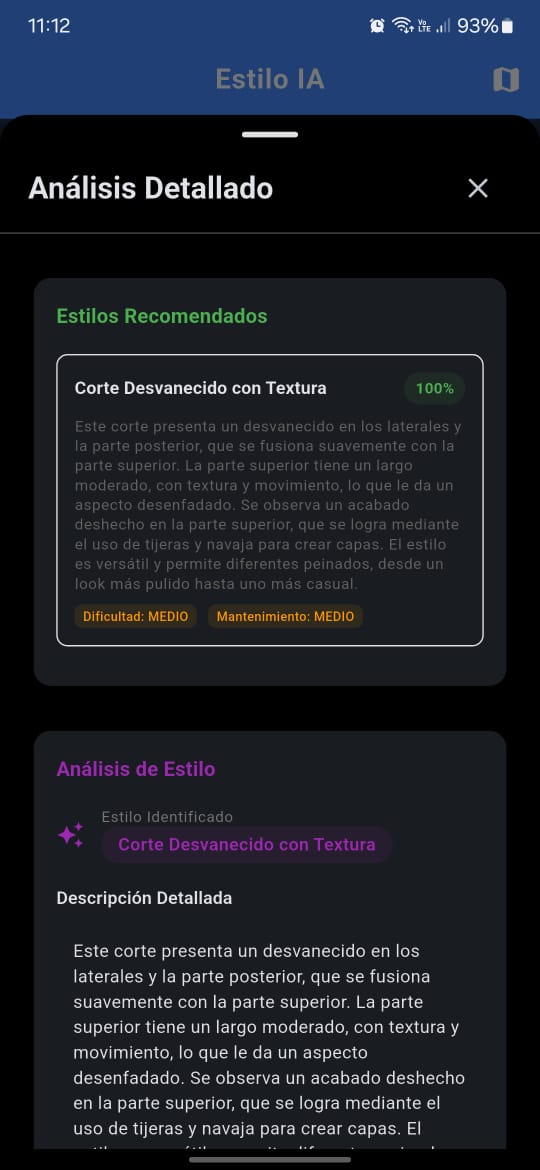 11:12
Vo
LTE
93%
Estilo IA
Análisis Detallado
Estilos Recomendados
Corte Desvanecido con Textura
100%
Este corte presenta un desvanecido en los laterales y
la parte posterior, que se fusiona suavemente con la
parte superior. La parte superior tiene un largo
moderado, con textura y movimiento, lo que le da un
aspecto desenfadado. Se observa un acabado
deshecho en la parte superior, que se logra mediante
el uso de tijeras y navaja para crear capas. El estilo
es versátil y permite diferentes peinados, desde un
look más pulido hasta uno más casual.
Dificultad: MEDIO
Mantenimiento: MEDIO
Análisis de Estilo
Estilo Identificado
Corte Desvanecido con Textura
Descripción Detallada
Este corte presenta un desvanecido en los
laterales y la parte posterior, que se fusiona
suavemente con la parte superior. La parte
superior tiene un largo moderado, con textura y
movimiento, lo que le da un aspecto
desenfadado. Se observa un acabado deshecho
en la parte superior, que se logra mediante el
uso de tijeras y navaja para crear capas. El